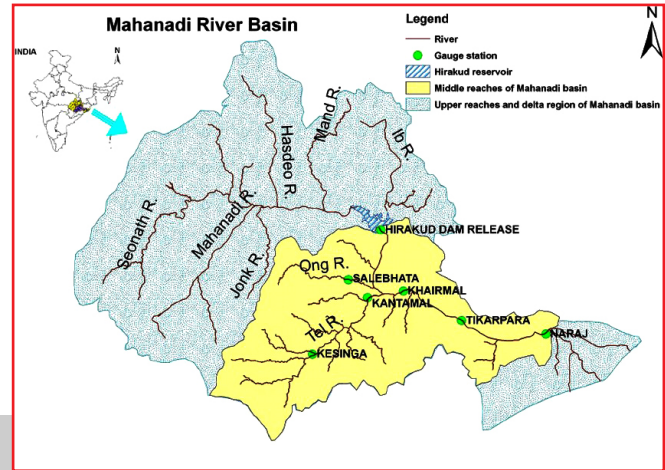 Mahanadi River Basin
INDIA
N
Legend
River
Gauge station
Hirakud reservoir
Middle reaches of Mahanadi basin
Upper reaches and delta region of Mahanadi basin
N
Seonath R.
Mahanadi R.
Hasdeo R.
Mand R.
Ib R.
Jonk R.
HIRAKUD DAM RELEASE
Ong R.
SALEBHATA
KHAIRMAL
KANTAMAL
TIKARPARA
NARAJ
Tel R.
KESINGA